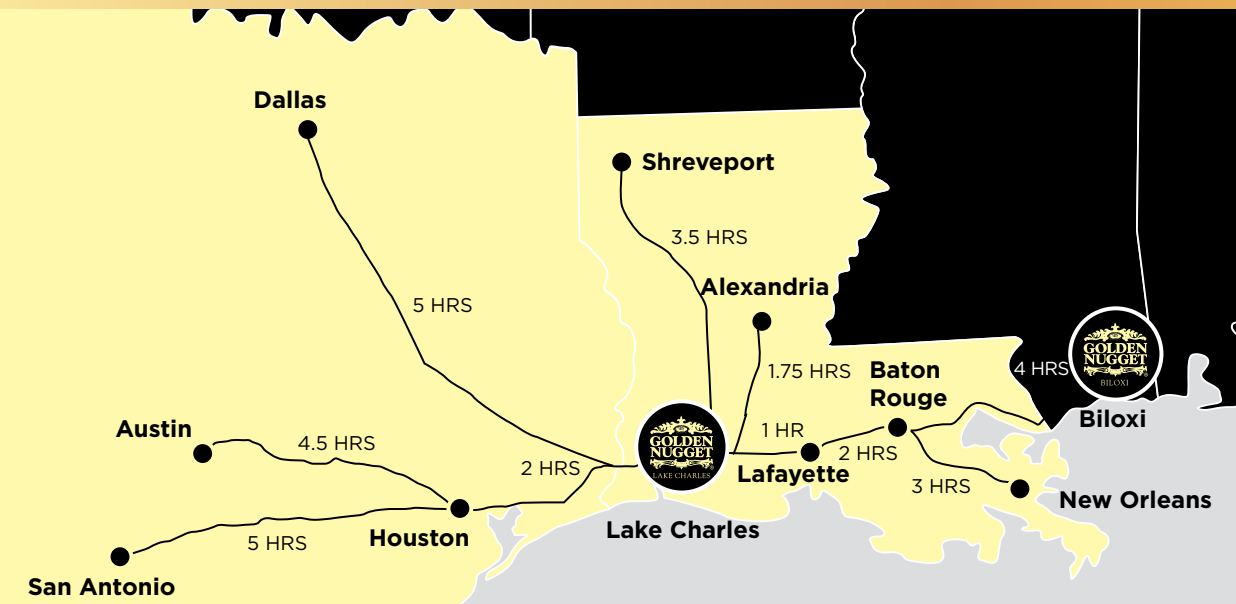 Dallas
Shreveport
3.5 HRS
Alexandria
5 HRS
GOLDEN
NUGGET
BILOXI
4 HRS
1.75 HRS
Baton
Rouge
Biloxi
Austin
4.5 HRS
1 HR
GOLDEN
NUGGET
LAKE CHARLES
2 HRS
2 HRS
Lafayette
3 HRS
New Orleans
Houston
Lake Charles
5 HRS
San Antonio